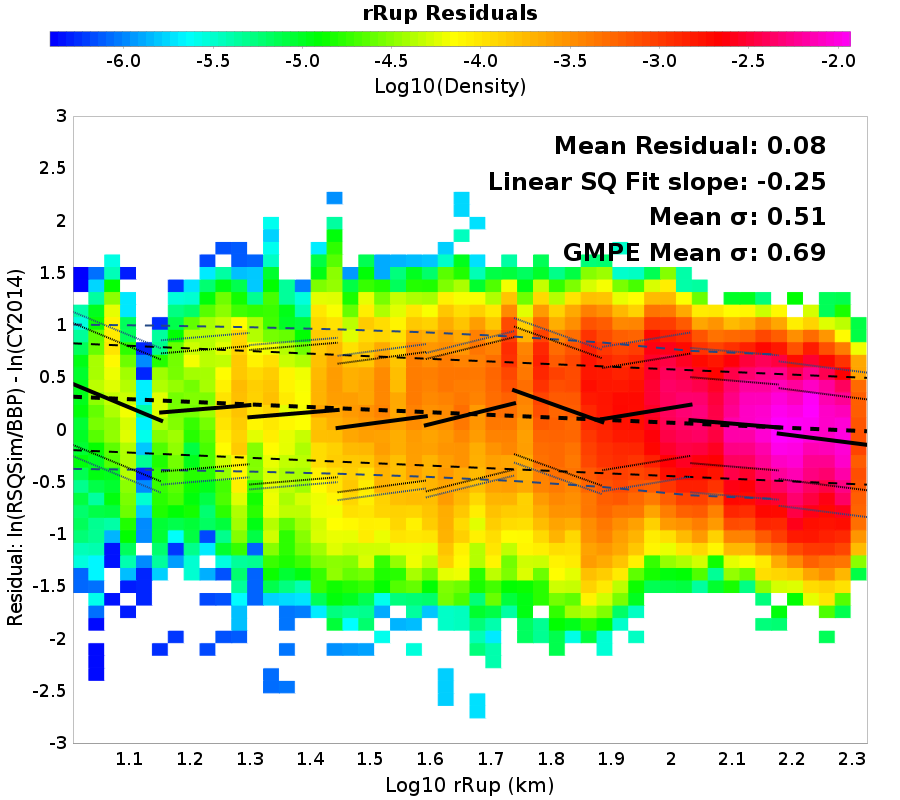 rRup Residuals
-6.0 -5.5 -5.0 -4.5 -4.0 -3.5 -3.0 -2.5 -2.0
Log10(Density)
Mean Residual: 0.08
Linear SQ Fit slope: -0.25
Mean σ: 0.51
GMPE Mean σ: 0.69
Residual: ln(RSQSim/BBP) - ln(CY2014)
3
2.5
2
1.5
1
0.5
0
-0.5
-1
-1.5
-2
-2.5
-3
1.1 1.2 1.3 1.4 1.5 1.6 1.7 1.8 1.9 2 2.1 2.2 2.3
Log10 rRup (km)